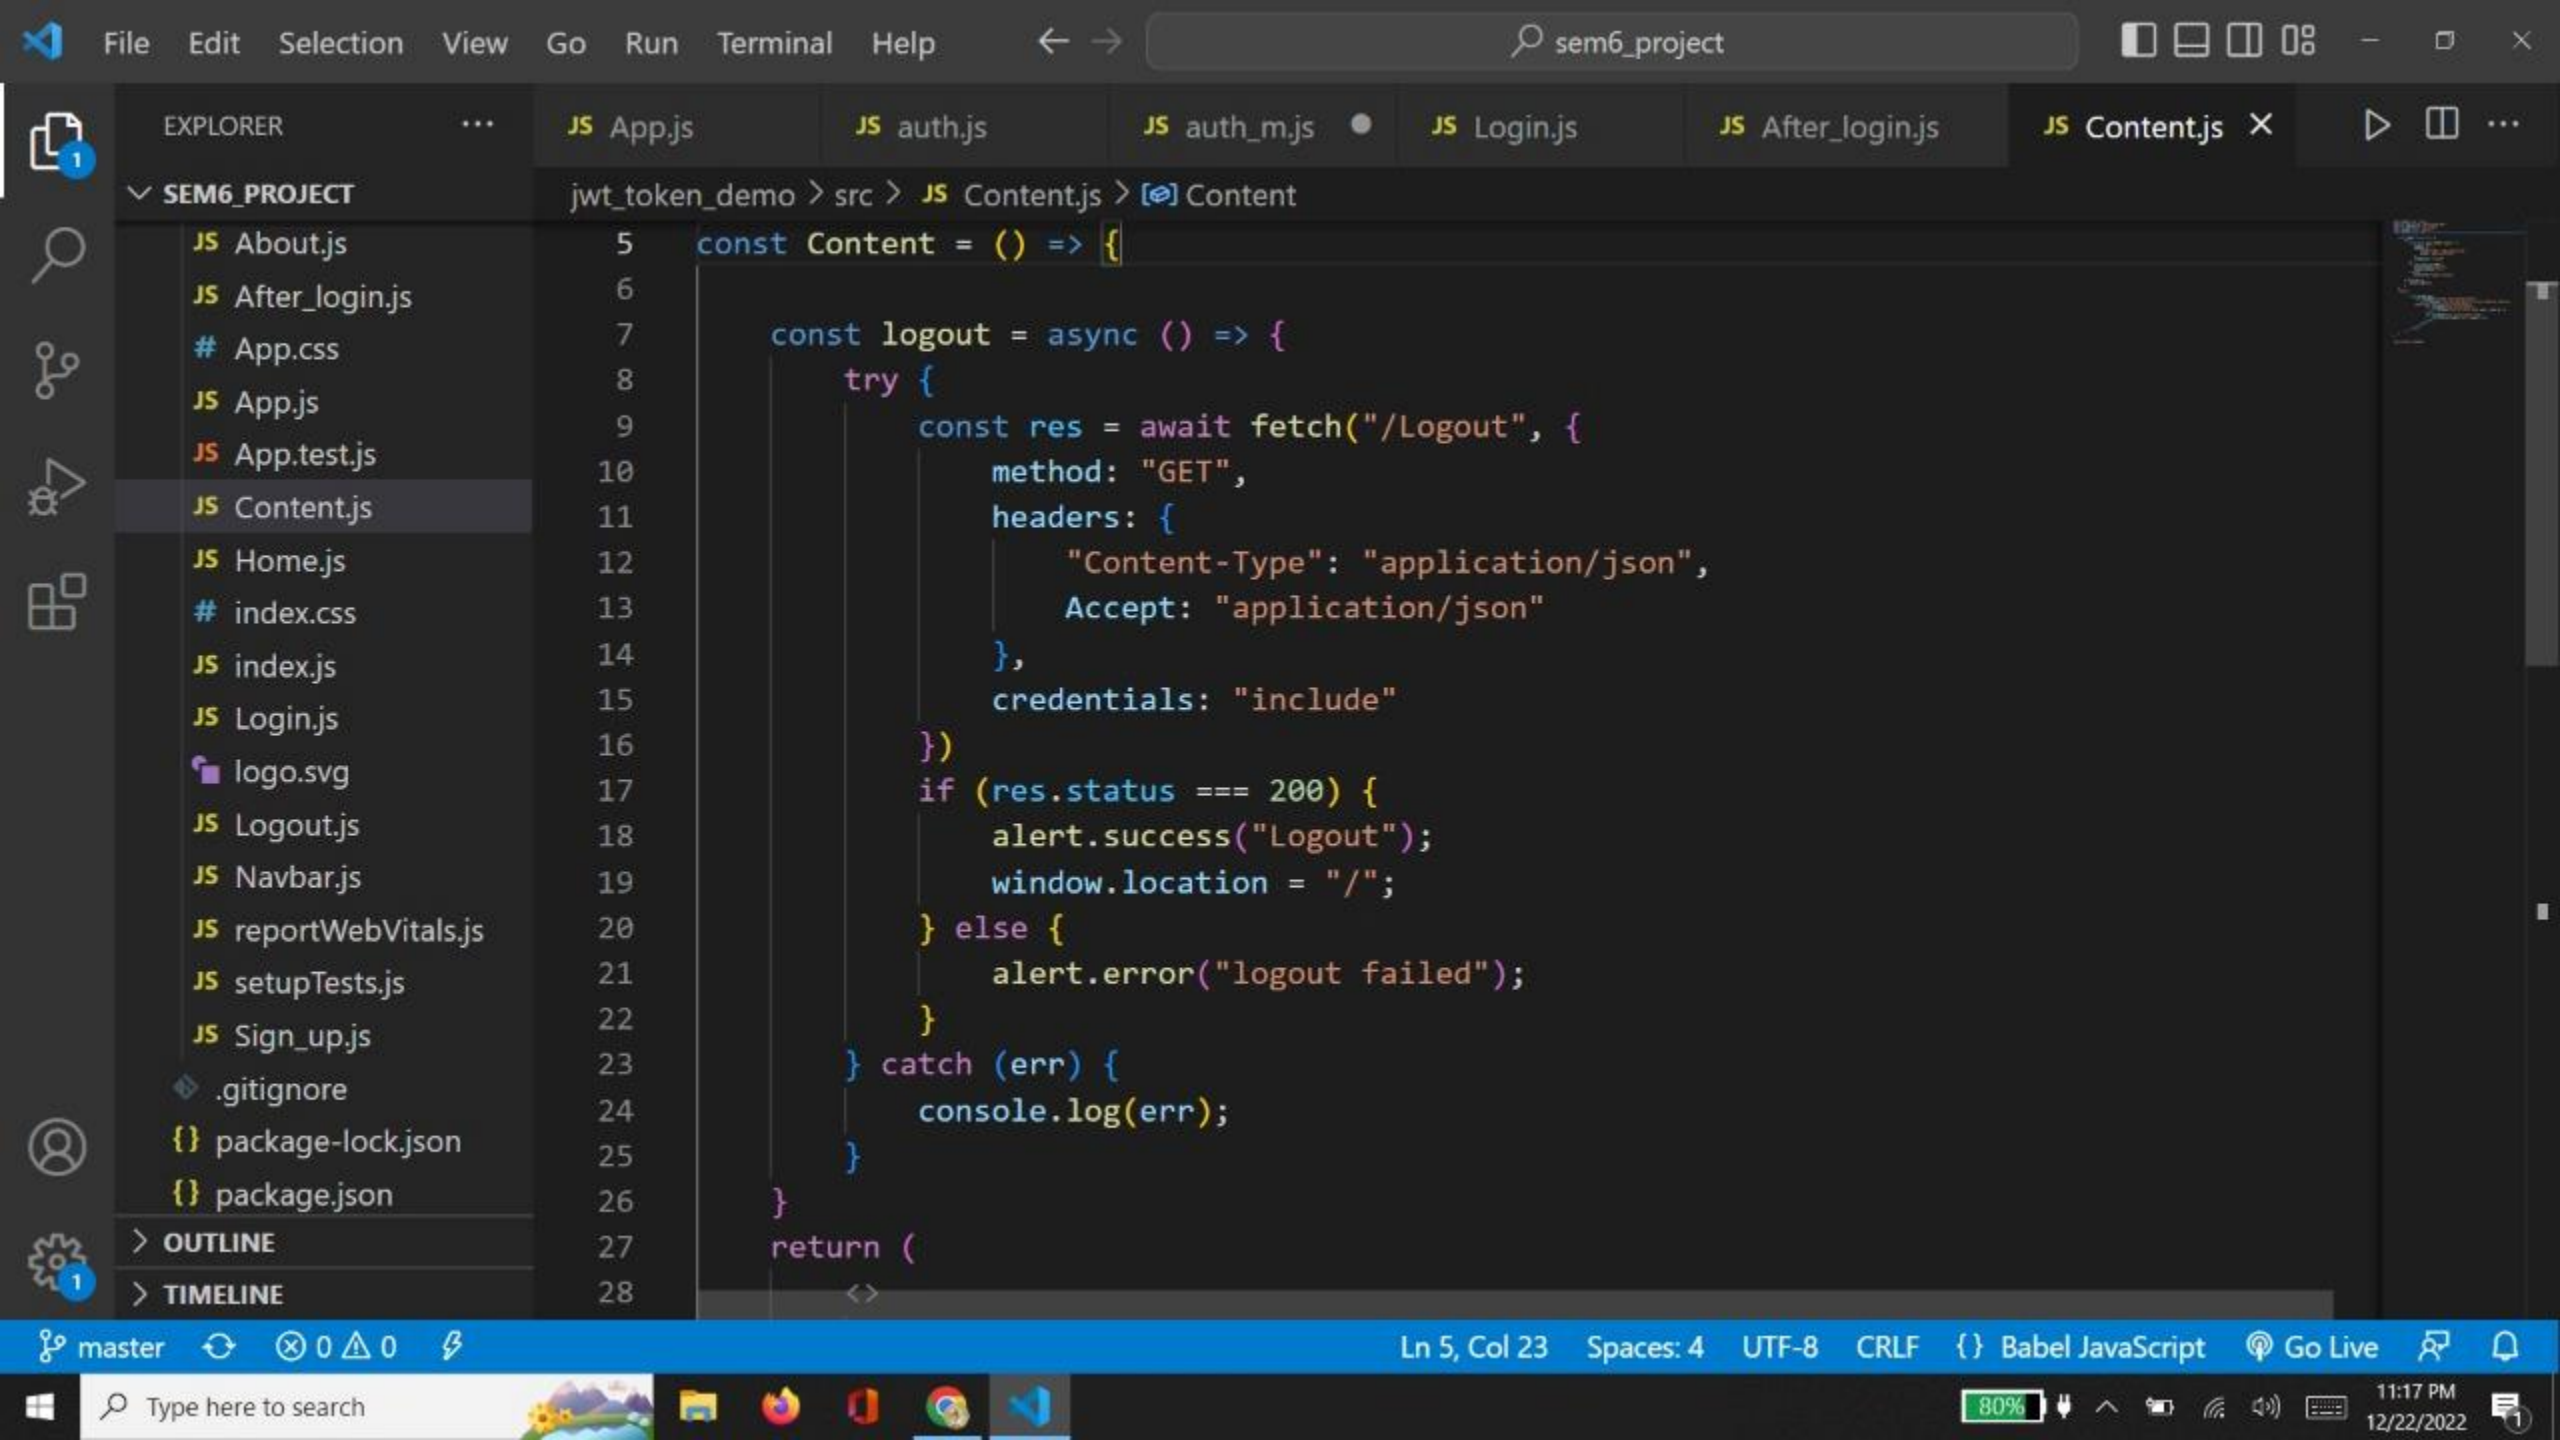 File Edit Selection View Go Run Terminal Help sem6_project
EXPLORER
JS App.js JS auth.js JS auth_m.js JS Login.js JS After_login.js JS Content.js
SEM6_PROJECT
jwt_token_demo > src > JS Content.js > Content
JS About.js
JS After_login.js
# App.css
JS App.js
JS App.test.js
JS Content.js
JS Home.js
# index.css
JS index.js
JS Login.js
logo.svg
JS Logout.js
JS Navbar.js
JS reportWebVitals.js
JS setupTests.js
JS Sign_up.js
.gitignore
{} package-lock.json
{} package.json
> OUTLINE
> TIMELINE
1
1
5 const Content = () => {
6
7 const logout = async () => {
8 try {
9 const res = await fetch("/Logout", {
10 method: "GET",
11 headers: {
12 "Content-Type": "application/json",
13 Accept: "application/json"
14 },
15 credentials: "include"
16 })
17 if (res.status === 200) {
18 alert.success("Logout");
19 window.location = "/";
20 } else {
21 alert.error("logout failed");
22 }
23 } catch (err) {
24 console.log(err);
25 }
26 }
27 return (
28 <>
master 0 0 Ln 5, Col 23 Spaces: 4 UTF-8 CRLF {} Babel JavaScript Go Live
Type here to search 80% 11:17 PM
12/22/2022 1